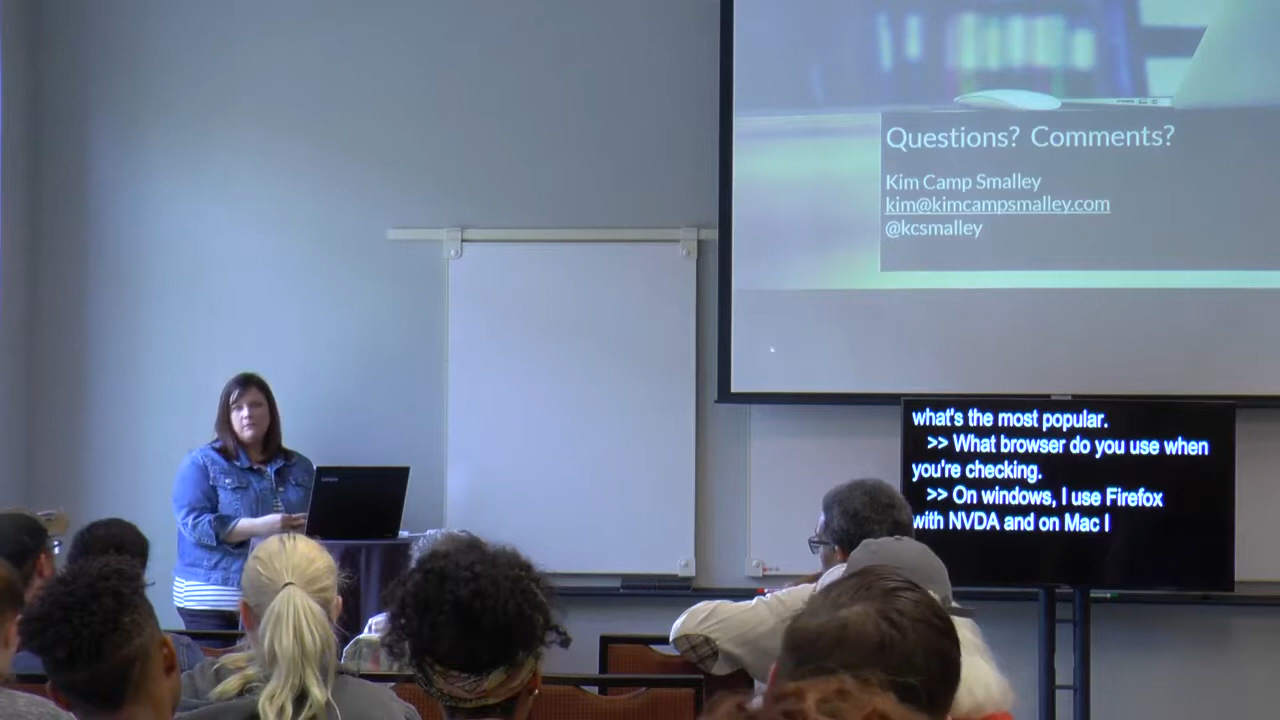 Questions? Comments?
Kim Camp Smalley
kim@kimcampsmalley.com
@kcsmalley
what's the most popular.
>> What browser do you use when
you're checking.
>> On windows, I use Firefox
with NVDA and on Mac I
Lenovo